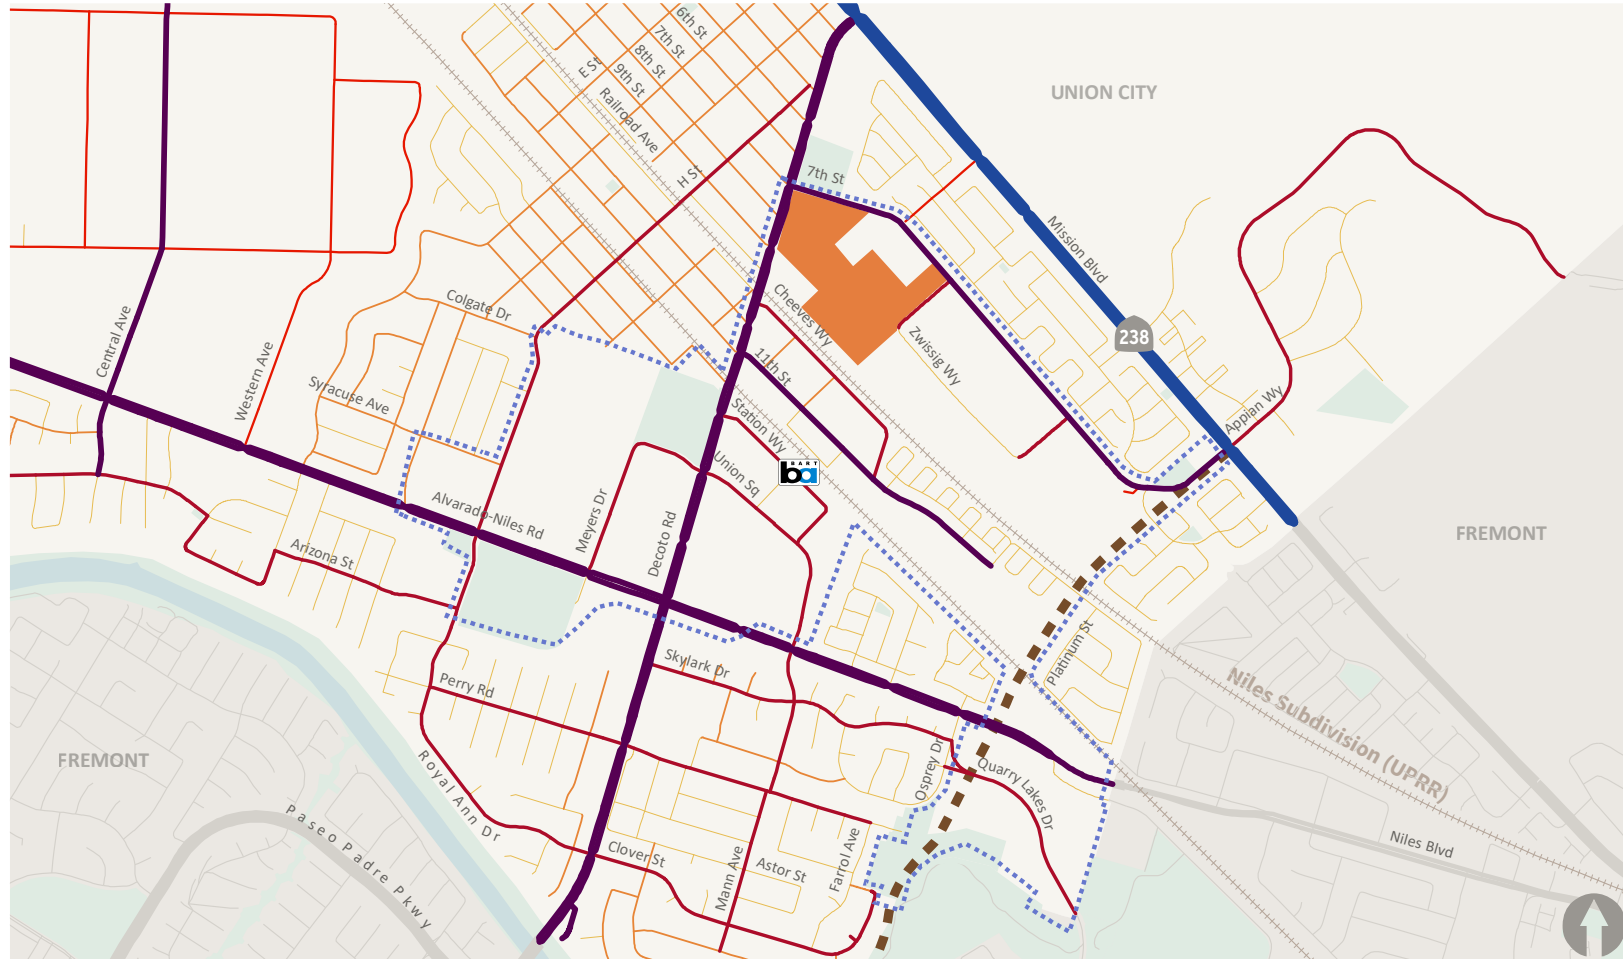 6th St
7th St
8th St
9th St
E St
Railroad Ave
H St
7th St
UNION CITY
Mission Blvd
238
Central Ave
Western Ave
Colgate Dr
Syracuse Ave
Cheeves Wy
11th St
Zwissig Wy
Station Wy
Union Sq
BART
ba
Appian Wy
Alvarado-Niles Rd
Meyers Dr
Decoto Rd
Arizona St
FREMONT
Platinum St
Niles Subdivision (UPRR)
Skylark Dr
Perry Rd
FREMONT
Royal Ann Dr
Osprey Dr
Quarry Lakes Dr
Paseo Padre Pkwy
Clover St
Mann Ave
Astor St
Farrol Ave
Niles Blvd